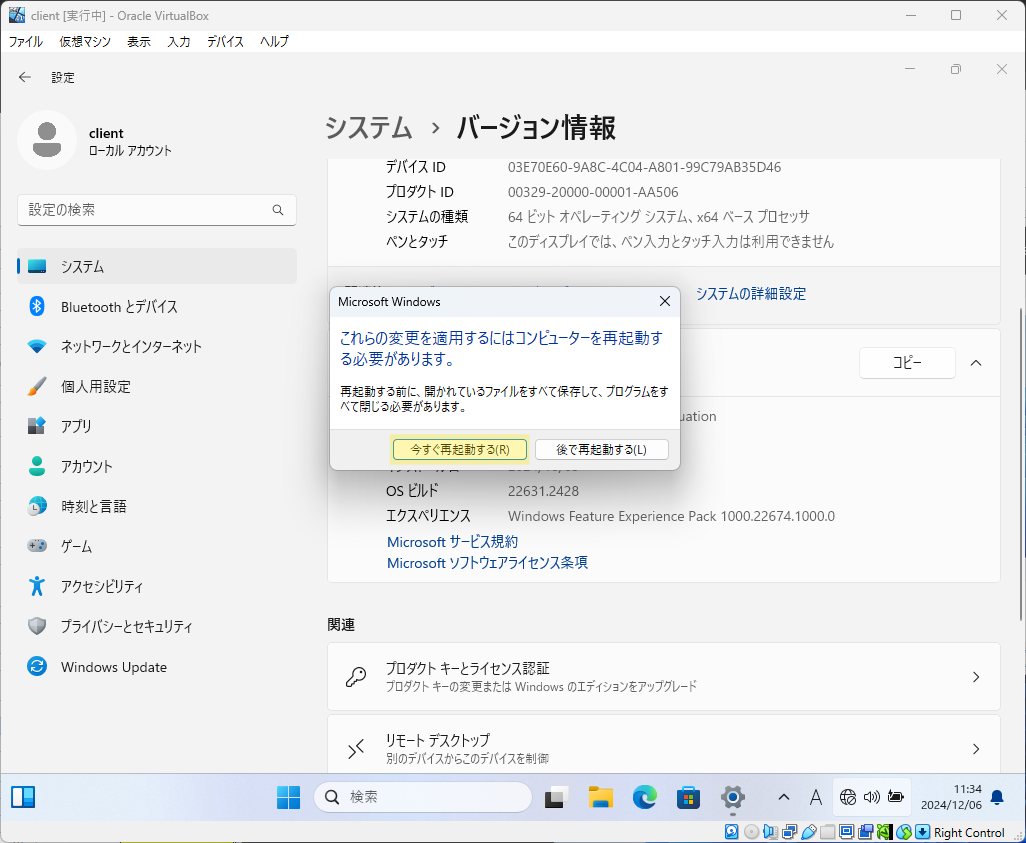 client [実行中] - Oracle VirtualBox
ファイル 仮想マシン 表示 入力 デバイス ヘルプ
設定
client
ローカル アカウント
設定の検索
システム
Bluetooth とデバイス
ネットワークとインターネット
個人用設定
アプリ
アカウント
時刻と言語
ゲーム
アクセシビリティ
プライバシーとセキュリティ
Windows Update
システム › バージョン情報
デバイス ID 03E70E60-9A8C-4C04-A801-99C79AB35D46
プロダクト ID 00329-20000-00001-AA506
システムの種類 64 ビット オペレーティング システム、x64 ベース プロセッサ
ペンとタッチ このディスプレイでは、ペン入力とタッチ入力は利用できません
システムの詳細設定
コピー
uation
Microsoft Windows
これらの変更を適用するにはコンピューターを再起動す
る必要があります。
再起動する前に、開かれているファイルをすべて保存して、プログラムをす
べて閉じる必要があります。
今すぐ再起動する(R) 後で再起動する(L)
OS ビルド 22631.2428
エクスペリエンス Windows Feature Experience Pack 1000.22674.1000.0
Microsoft サービス規約
Microsoft ソフトウェアライセンス条項
関連
プロダクト キーとライセンス認証
プロダクト キーの変更または Windows のエディションをアップグレード
リモート デスクトップ
別のデバイスからこのデバイスを制御
検索
A
11:34
2024/12/06
Right Control